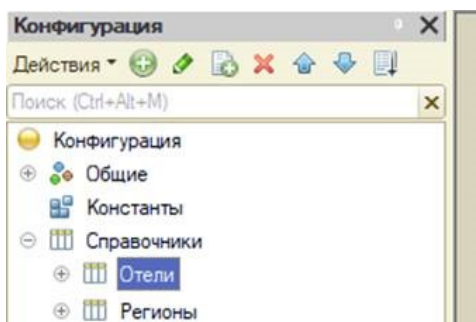 Конфигурация
Действия
Поиск (Ctrl+Alt+M)
Конфигурация
Общие
Константы
Справочники
Отели
Регионы